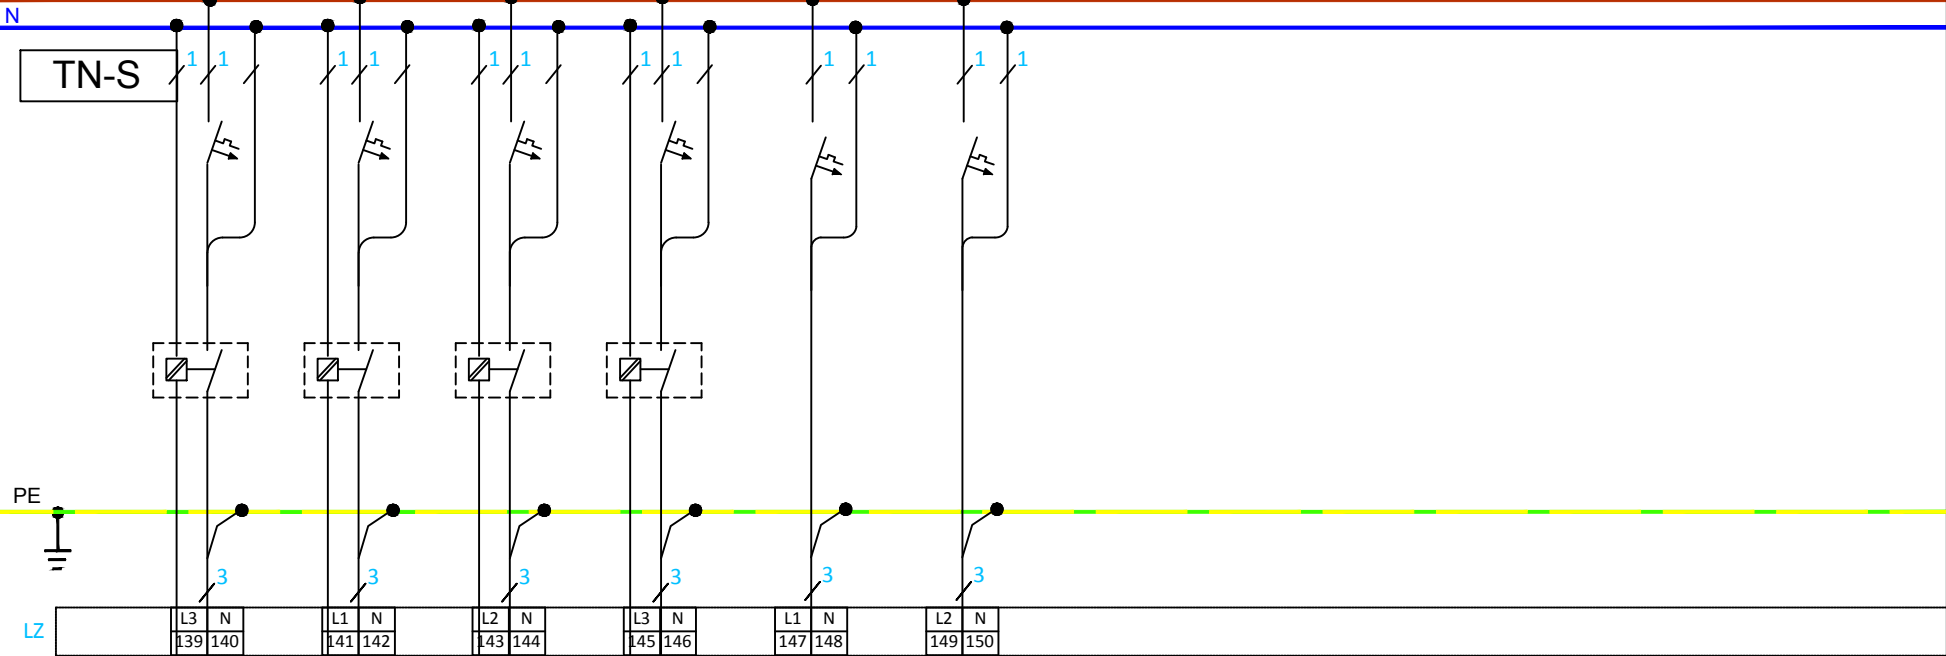 N
TN-S
1 1 1 1 1 1 1 1 1 1 1 1
PE
3 3 3 3 3 3
LZ
L3 N L1 N L2 N L3 N L1 N L2 N
139 140 141 142 143 144 145 146 147 148 149 150